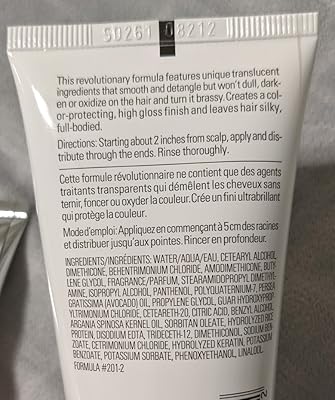 S0261 08212
This revolutionary formula features unique translucent
ingredients that smooth and detangle but won't dull, dark-
en or oxidize on the hair and turn it brassy. Creates a col-
or-protecting, high gloss finish and leaves hair silky,
full-bodied.
Directions: Starting about 2 inches from scalp, apply and dis-
tribute through the ends. Rinse thoroughly.
Cette formule révolutionnaire ne contient que des agents
traitants transparents qui démêlent les cheveux sans
ternir, foncer ou oxyder la couleur. Crée un fini ultrabrillant
qui protège la couleur.
Mode d'emploi: Appliquez en commençant à 5cm des racines
et distribuer jusqu'aux pointes. Rincer en profondeur.
INGREDIENTS/INGRÉDIENTS: WATER/AQUA/EAU, CETEARYL ALCOHOL,
DIMETHICONE, BEHENTRIMONIUM CHLORIDE, AMODIMETHICONE, BUTY-
LENE GLYCOL, FRAGRANCE/PARFUM, STEARAMIDOPROPYL DIMETHYL-
AMINE, ISOPROPYL ALCOHOL, PANTHENOL, POLYQUATERNIUM-7, PERSEA
GRATISSIMA (AVOCADO) OIL, PROPYLENE GLYCOL, GUAR HYDROXYPROP-
YLTRIMONIUM CHLORIDE, CETEARETH-20, CITRIC ACID, BENZYL ALCOHOL,
ARGANIA SPINOSA KERNEL OIL, SORBITAN OLEATE, HYDROLYZED RICE
PROTEIN, DISODIUM EDTA, TRIDECETH-12, DIMETHICONOL, SODIUM BEN-
ZOATE, CETRIMONIUM CHLORIDE, HYDROLYZED KERATIN, POTASSIUM
BENZOATE, POTASSIUM SORBATE, PHENOXYETHANOL, LINALOOL.
FORMULA #201-2